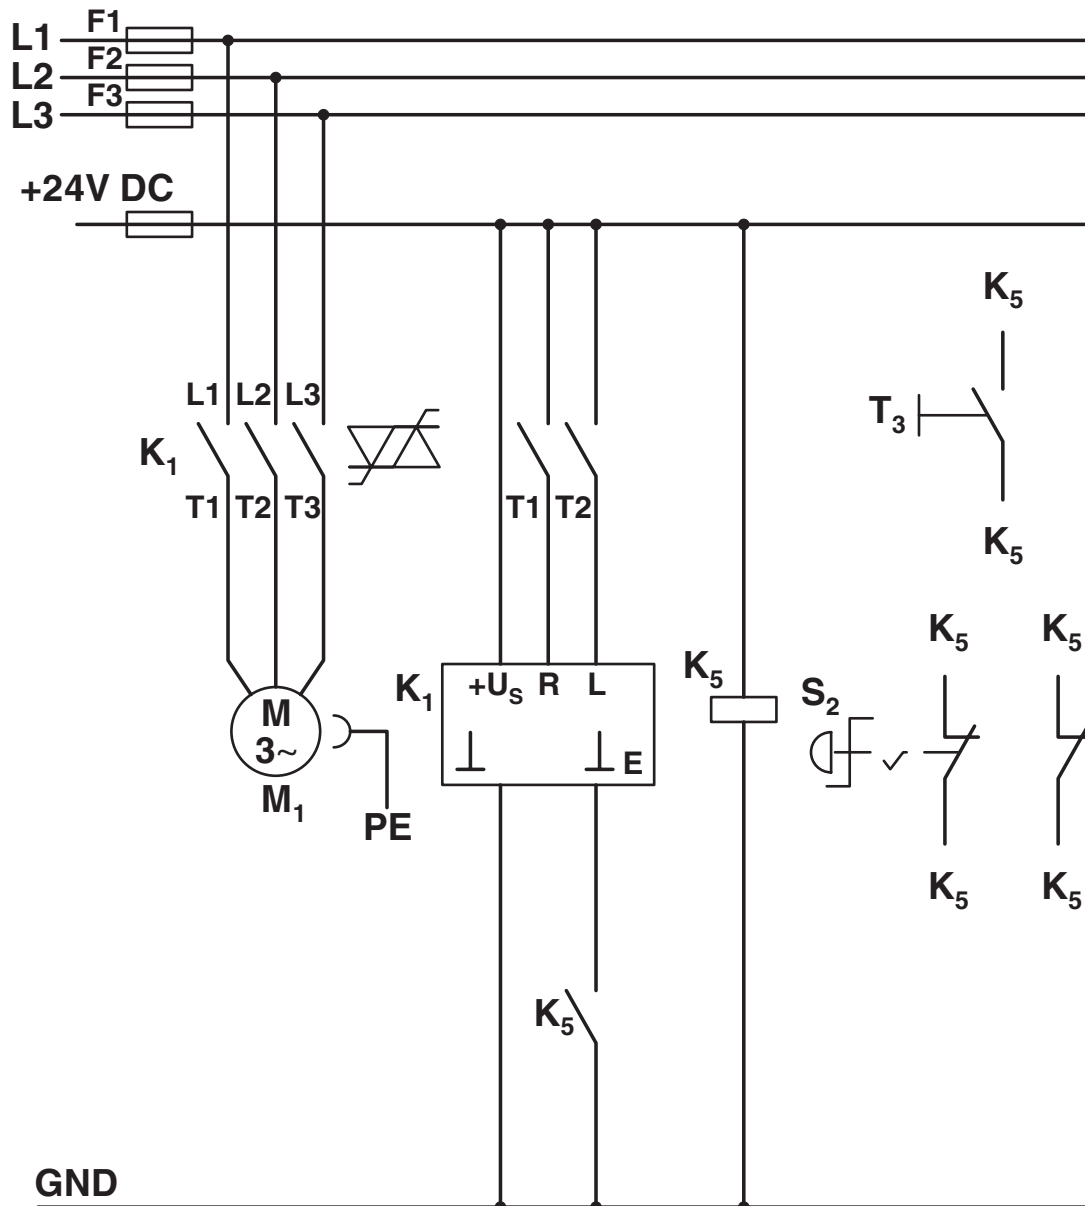 L1 F1
L2 F2
L3 F3
+24V DC
K5
L1 L2 L3
T3
K1
T1 T2 T3 T1 T2
K5
K5 K5
K5
K1 +US R L
S2
M
3~
E
M1
PE
K5 K5
K5
GND